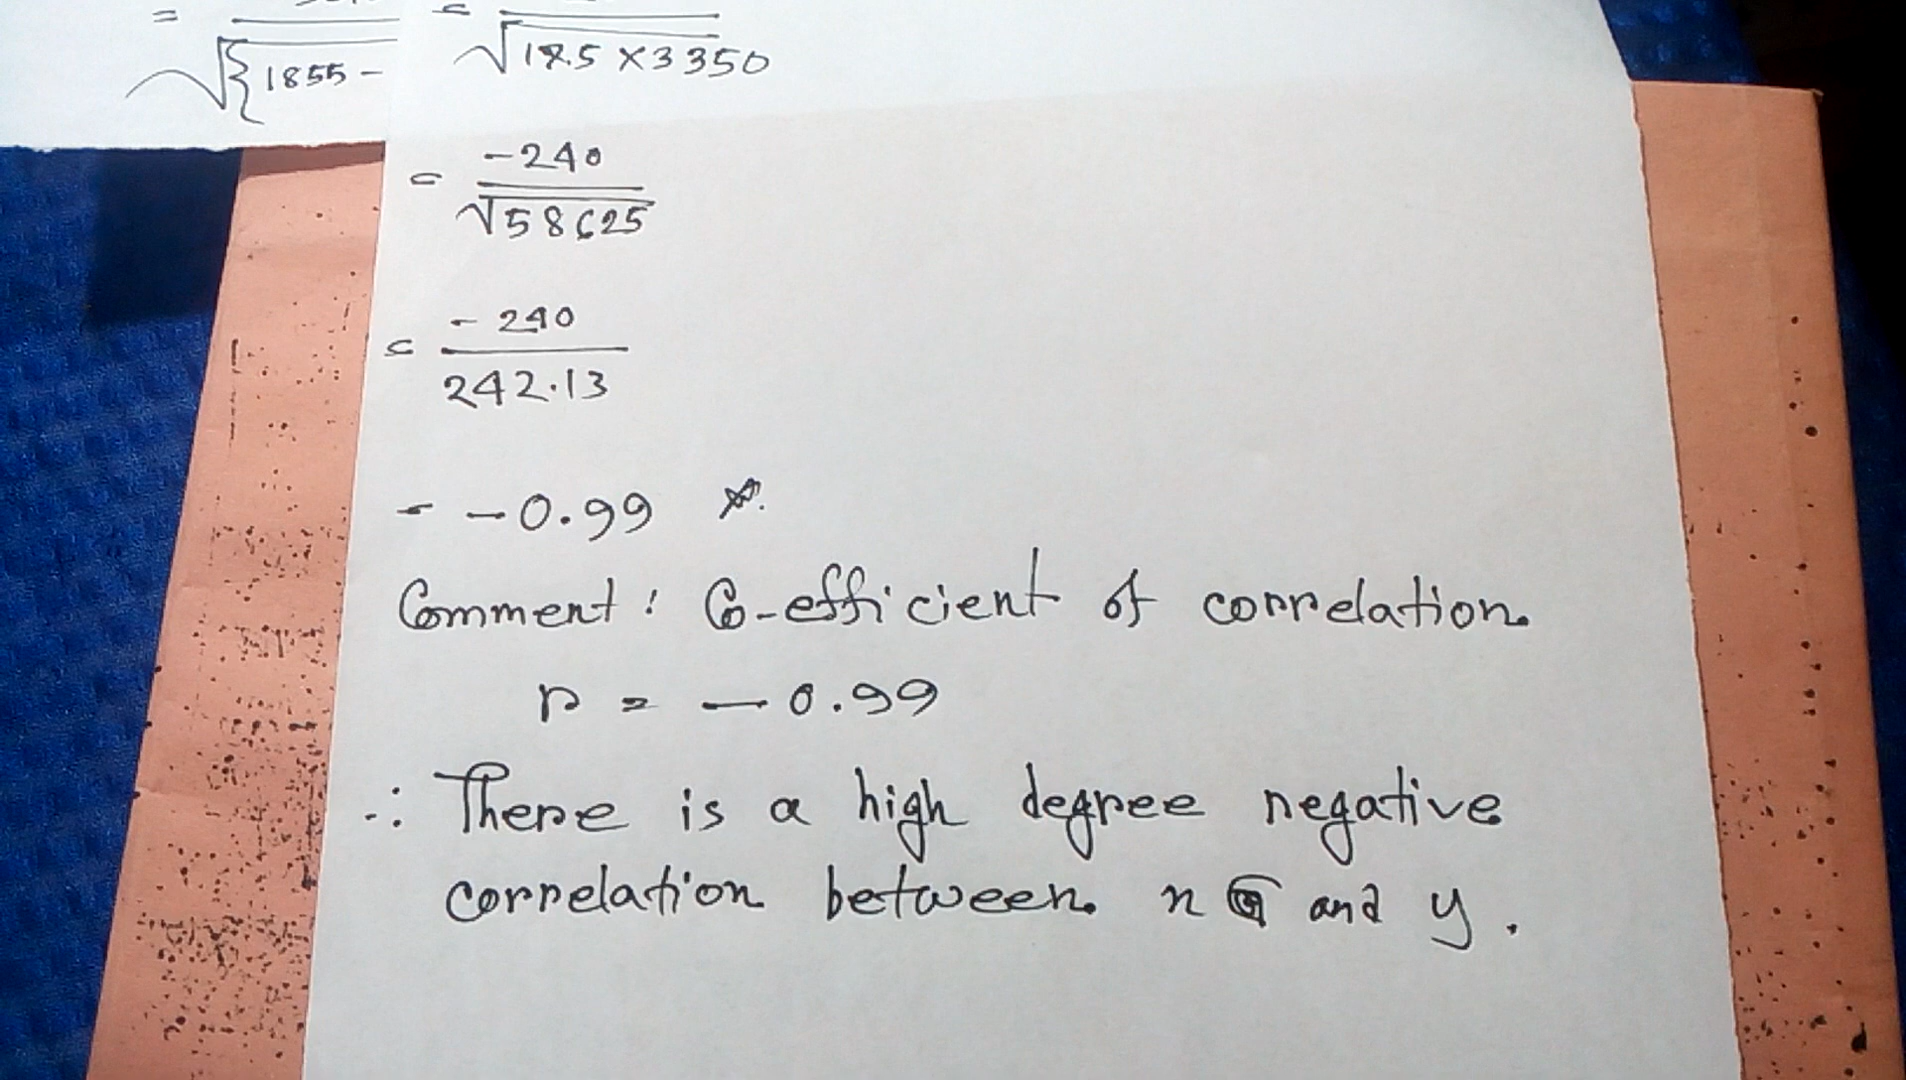 =
√{1855 -
=
√17.5 ×3350
= -240
√58625
= -240
242.13
= -0.99
Comment: Co-efficient of correlation.
r = -0.99
∴ There is a high degree negative
correlation between x and y.